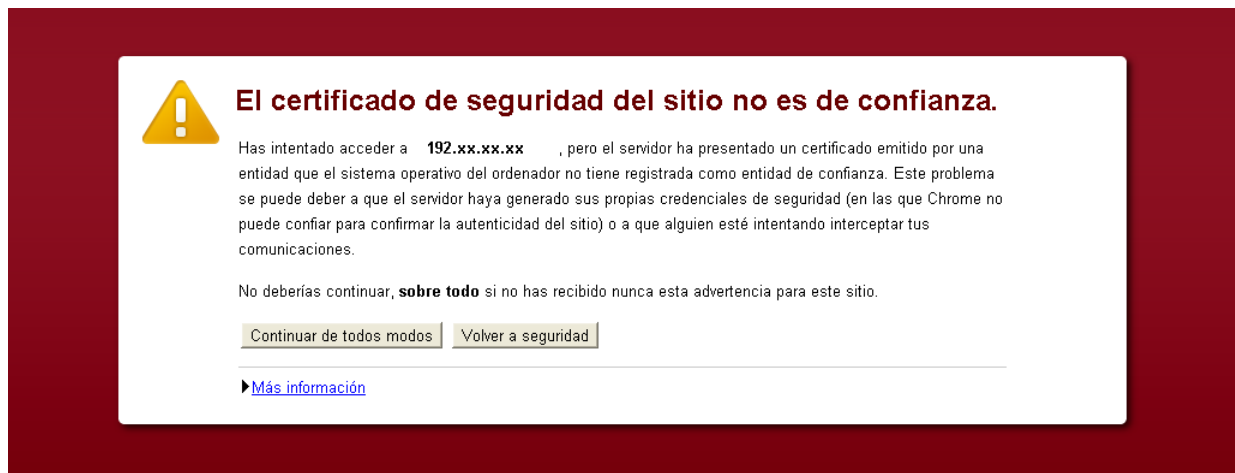 El certificado de seguridad del sitio no es de confianza.
Has intentado acceder a 192.xx.xx.xx , pero el servidor ha presentado un certificado emitido por una
entidad que el sistema operativo del ordenador no tiene registrada como entidad de confianza. Este problema
se puede deber a que el servidor haya generado sus propias credenciales de seguridad (en las que Chrome no
puede confiar para confirmar la autenticidad del sitio) o a que alguien esté intentando interceptar tus
comunicaciones.
No deberías continuar, sobre todo si no has recibido nunca esta advertencia para este sitio.
Continuar de todos modos Volver a seguridad
Más información